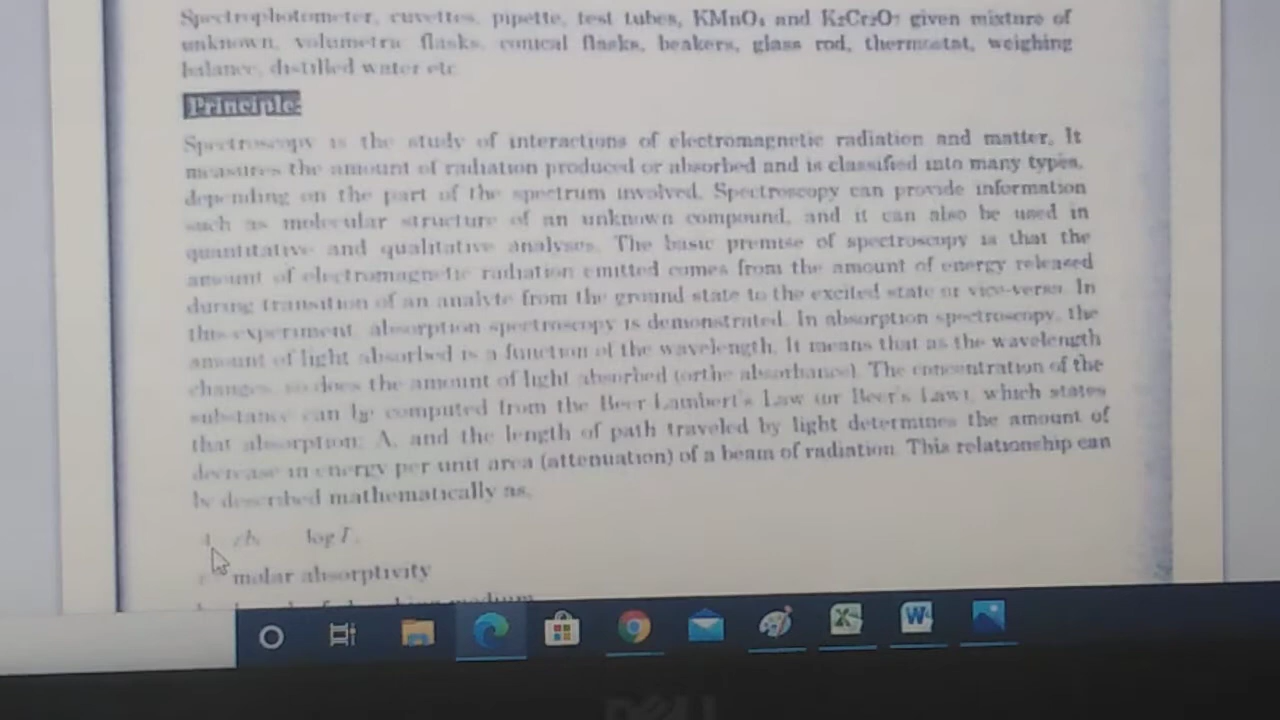 Spectrophotometer, cuvettes, pipette, test tubes, KMnO₄ and K₂Cr₂O₇ given mixture of
unknown, volumetric flasks, conical flasks, beakers, glass rod, thermostat, weighing
balance, distilled water etc
Principle:
Spectroscopy is the study of interactions of electromagnetic radiation and matter. It
measures the amount of radiation produced or absorbed and is classified into many types,
depending on the part of the spectrum involved. Spectroscopy can provide information
such as molecular structure of an unknown compound, and it can also be used in
quantitative and qualitative analyses. The basic premise of spectroscopy is that the
amount of electromagnetic radiation emitted comes from the amount of energy released
during transition of an analyte from the ground state to the excited state or vice-versa. In
this experiment, absorption spectroscopy is demonstrated. In absorption spectroscopy, the
amount of light absorbed is a function of the wavelength. It means that as the wavelength
changes, so does the amount of light absorbed (orthe absorbance). The concentration of the
substance can be computed from the Beer Lambert's Law (or Beer's Law), which states
that absorption, A, and the length of path traveled by light determines the amount of
decrease in energy per unit area (attenuation) of a beam of radiation. This relationship can
be described mathematically as,
log
molar absorptivity
medium
W
DELL